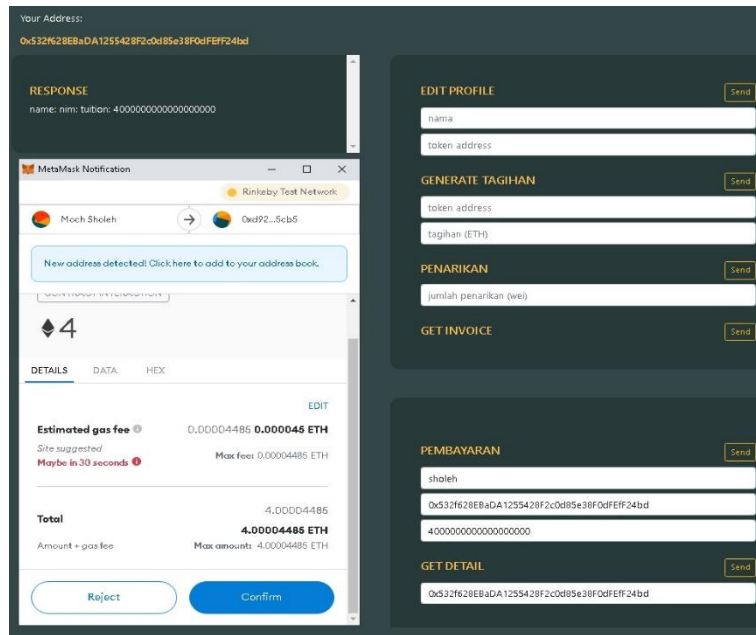 Your Address:
0x532f628EBaDA1255428F2c0d85e38F0dFEfF24bd
RESPONSE
name: nim: tuition: 4000000000000000000
MetaMask Notification
Rinkeby Test Network
Moch Sholeh
0xd92...5cb5
New address detected! Click here to add to your address book.
CONTRACT INTERACTION
4
DETAILS DATA HEX
EDIT
Estimated gas fee 0.00004485 0.000045 ETH
Site suggested
Maybe in 30 seconds Max fee: 0.00004485 ETH
4.00004485
Total
4.00004485 ETH
Amount + gas fee Max amount: 4.00004485 ETH
Reject Confirm
EDIT PROFILE Send
nama
token address
GENERATE TAGIHAN Send
token address
tagihan (ETH)
PENARIKAN Send
jumlah penarikan (wei)
GET INVOICE Send
PEMBAYARAN Send
sholeh
0x532f628EBaDA1255428F2c0d85e38F0dFEfF24bd
4000000000000000000
GET DETAIL Send
0x532f628EBaDA1255428F2c0d85e38F0dFEfF24bd